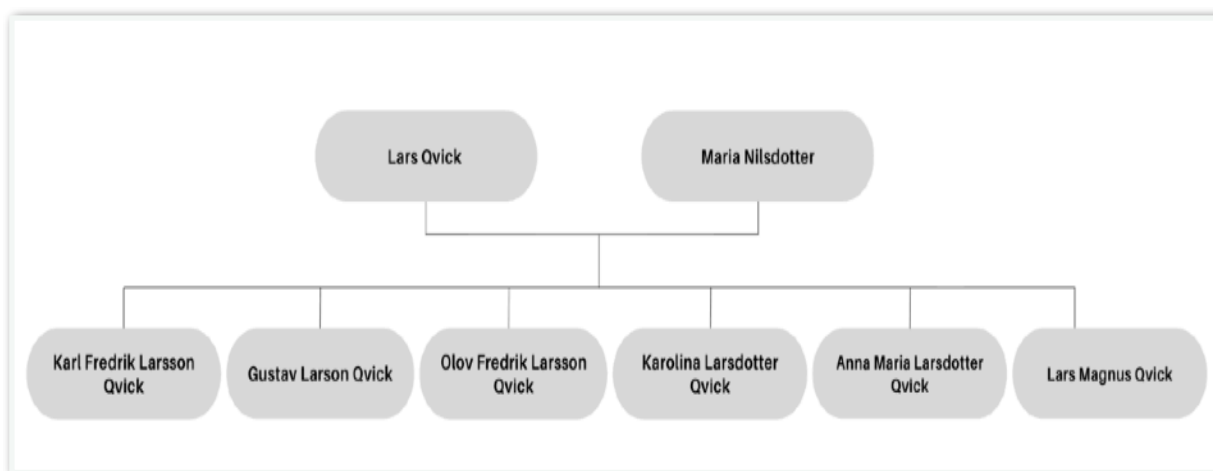 Lars Qvick
Maria Nilsdotter
Karl Fredrik Larsson
Qvick
Gustav Larson Qvick
Olov Fredrik Larsson
Qvick
Karolina Larsdotter
Qvick
Anna Maria Larsdotter
Qvick
Lars Magnus Qvick